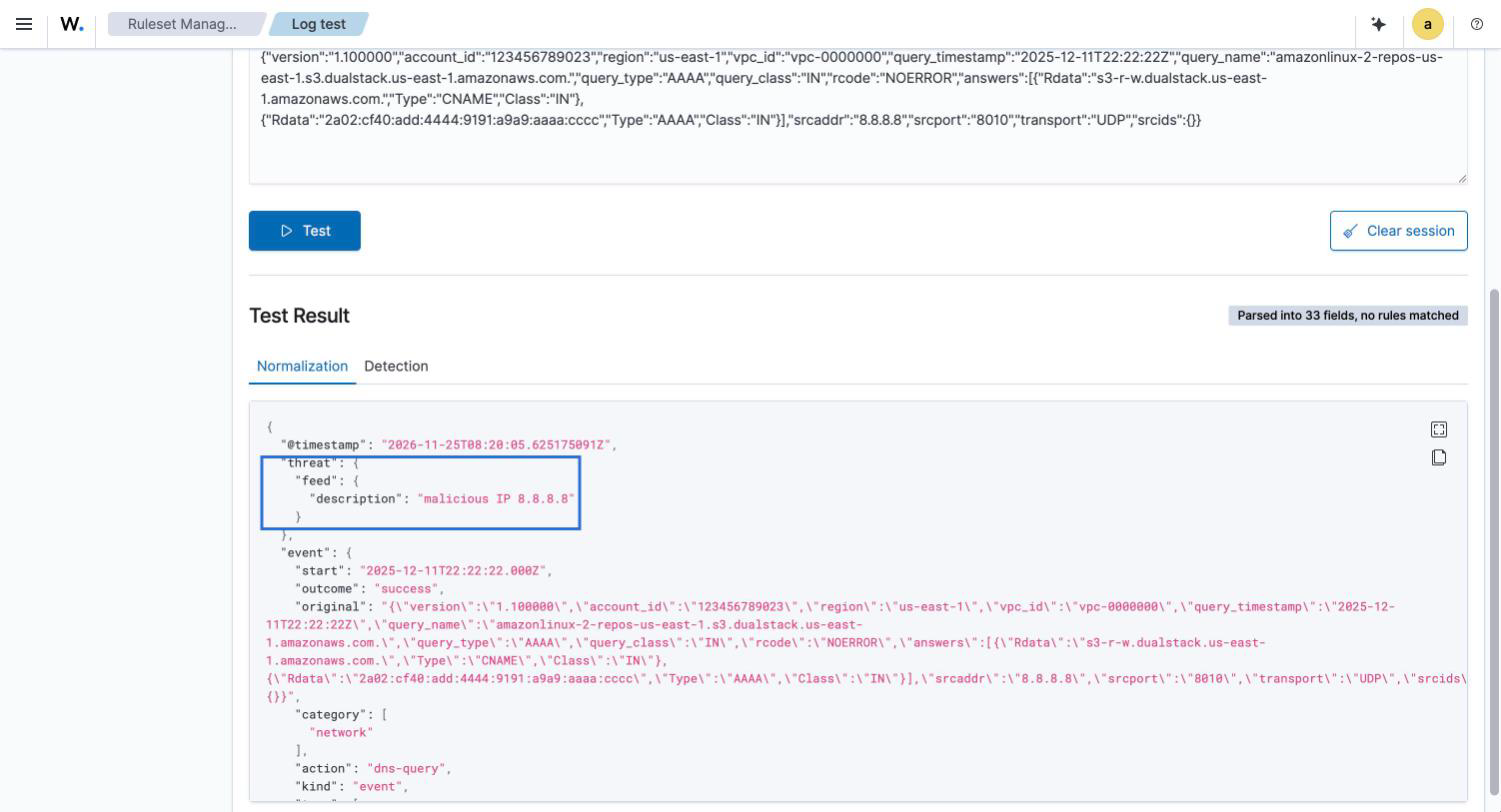 W.
Ruleset Manag...
Log test
a
{"version":"1.100000","account_id":"123456789023","region":"us-east-1","vpc_id":"vpc-0000000","query_timestamp":"2025-12-11T22:22:22Z","query_name":"amazonlinux-2-repos-us-
east-1.s3.dualstack.us-east-1.amazonaws.com.","query_type":"AAAA","query_class":"IN","rcode":"NOERROR","answers":[{"Rdata":"s3-r-w.dualstack.us-east-
1.amazonaws.com.","Type":"CNAME","Class":"IN"},
{"Rdata":"2a02:cf40:add:4444:9191:a9a9:aaaa:cccc","Type":"AAAA","Class":"IN"}],"srcaddr":"8.8.8.8","srcport":"8010","transport":"UDP","srcids":{}}
Test
Clear session
Test Result
Parsed into 33 fields, no rules matched
Normalization
Detection
{
"@timestamp": "2026-11-25T08:20:05.625175091Z",
"threat": {
"feed": {
"description": "malicious IP 8.8.8.8"
}
},
"event": {
"start": "2025-12-11T22:22:22.000Z",
"outcome": "success",
"original": "{\"version\":\"1.100000\",\"account_id\":\"123456789023\",\"region\":\"us-east-1\",\"vpc_id\":\"vpc-0000000\",\"query_timestamp\":\"2025-12-
11T22:22:22Z\",\"query_name\":\"amazonlinux-2-repos-us-east-1.s3.dualstack.us-east-
1.amazonaws.com.\",\"query_type\":\"AAAA\",\"query_class\":\"IN\",\"rcode\":\"NOERROR\",\"answers\":[{\"Rdata\":\"s3-r-w.dualstack.us-east-
1.amazonaws.com.\",\"Type\":\"CNAME\",\"Class\":\"IN\"},
{\"Rdata\":\"2a02:cf40:add:4444:9191:a9a9:aaaa:cccc\",\"Type\":\"AAAA\",\"Class\":\"IN\"}],\"srcaddr\":\"8.8.8.8\",\"srcport\":\"8010\",\"transport\":\"UDP\",\"srcids\
{}}",
"category": [
"network"
],
"action": "dns-query",
"kind": "event",